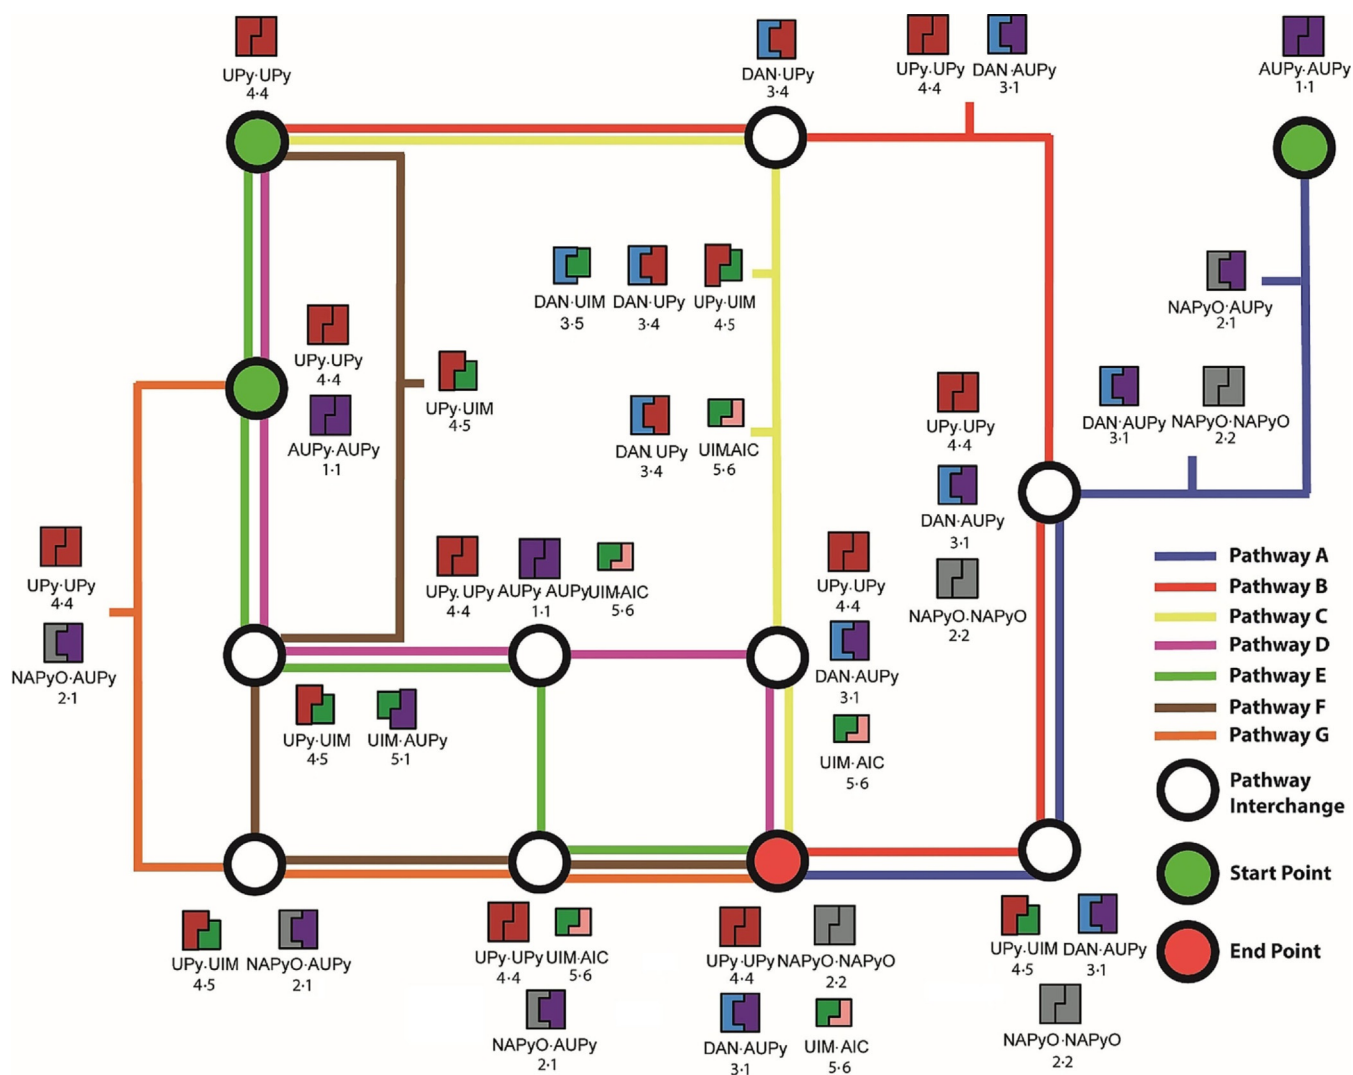 UPy·UPy
4·4
DAN·UPy
3·4
UPy·UPy
4·4
DAN·AUPy
3·1
AUPy·AUPy
1·1
DAN·UIM
3·5
DAN·UPy
3·4
UPy·UIM
4·5
NAPyO·AUPy
2·1
UPy·UPy
4·4
AUPy·AUPy
1·1
UPy·UIM
4·5
DAN.UPy
3·4
UIM.AIC
5·6
UPy·UPy
4·4
DAN·AUPy
3·1
NAPyO·NAPyO
2·2
DAN·AUPy
3·1
NAPyO·NAPyO
2·2
UPy·UPy
4·4
NAPyO·AUPy
2·1
UPy.UPy
4·4
AUPy·AUPy
1·1
UIM·AIC
5·6
UPy·UPy
4·4
DAN·AUPy
3·1
UIM·AIC
5·6
UPy·UIM
4·5
UIM·AUPy
5·1
Pathway A
Pathway B
Pathway C
Pathway D
Pathway E
Pathway F
Pathway G
Pathway
Interchange
Start Point
End Point
UPy·UIM
4·5
NAPyO·AUPy
2·1
UPy·UPy
4·4
UIM·AIC
5·6
NAPyO·AUPy
2·1
UPy·UPy
4·4
NAPyO·NAPyO
2·2
DAN·AUPy
3·1
UIM·AIC
5·6
UPy·UIM
4·5
DAN·AUPy
3·1
NAPyO·NAPyO
2·2